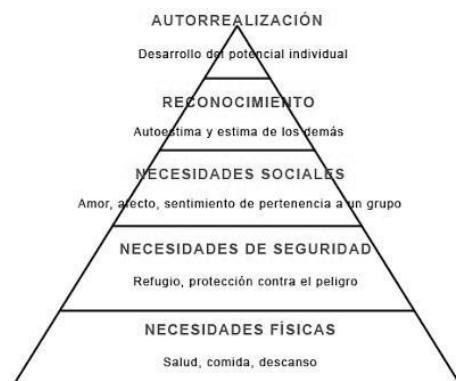 AUTORREALIZACIÓN
Desarrollo del potencial individual
RECONOCIMIENTO
Autoestima y estima de los demás
NECESIDADES SOCIALES
Amor, afecto, sentimiento de pertenencia a un grupo
NECESIDADES DE SEGURIDAD
Refugio, protección contra el peligro
NECESIDADES FÍSICAS
Salud, comida, descanso